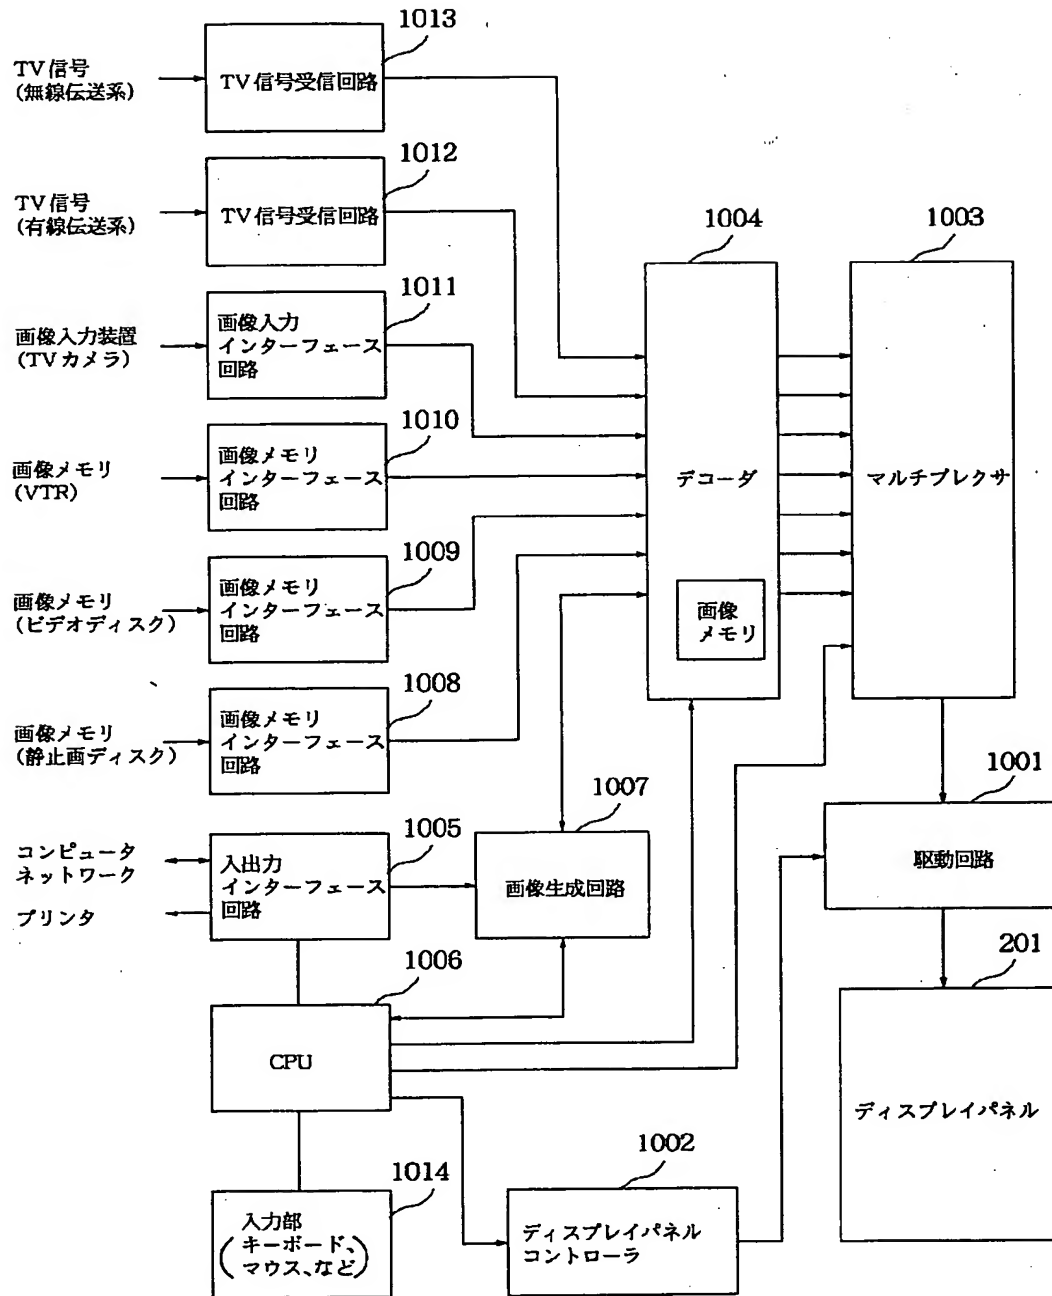 1013
TV信号
(無線伝送系)
TV信号受信回路
1012
TV信号
(有線伝送系)
TV信号受信回路
1011
画像入力装置
(TVカメラ)
画像入力
インターフェース
回路
1010
画像メモリ
(VTR)
画像メモリ
インターフェース
回路
1009
画像メモリ
(ビデオディスク)
画像メモリ
インターフェース
回路
1008
画像メモリ
(静止画ディスク)
画像メモリ
インターフェース
回路
1004
デコーダ
画像
メモリ
1003
マルチプレクサ
1005
コンピュータ
ネットワーク
プリンタ
入出力
インターフェース
回路
1007
画像生成回路
1001
駆動回路
1006
CPU
201
ディスプレイパネル
1014
入力部
(キーボード、
マウス、など)
1002
ディスプレイパネル
コントローラ